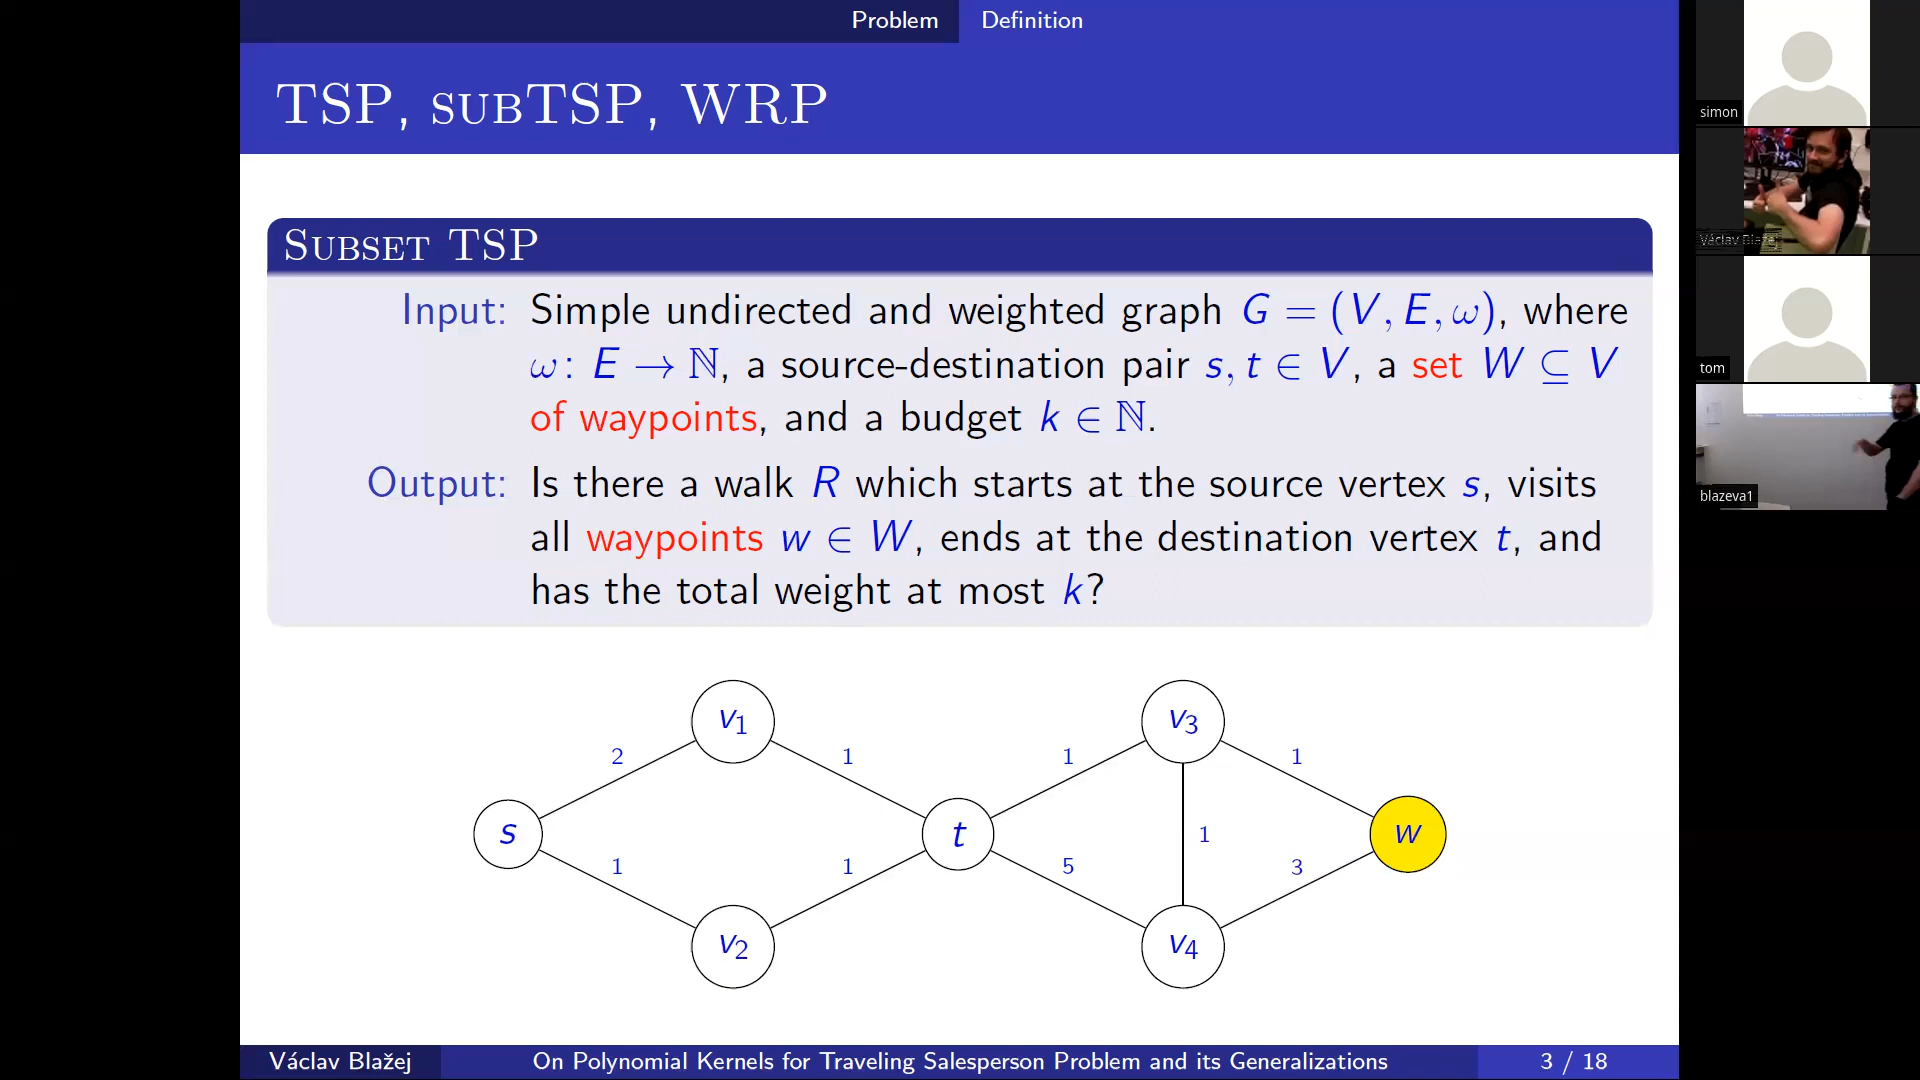 Problem Definition
TSP, SUBTSP, WRP
SUBSET TSP
Input: Simple undirected and weighted graph G = (V, E, ω), where
ω: E → ℕ, a source-destination pair s, t ∈ V, a set W ⊆ V
of waypoints, and a budget k ∈ ℕ.
Output: Is there a walk R which starts at the source vertex s, visits
all waypoints w ∈ W, ends at the destination vertex t, and
has the total weight at most k?
v1 v3
2 1 1 1
s t 1 w
1 1 5 3
v2 v4
Václav Blažej On Polynomial Kernels for Traveling Salesperson Problem and its Generalizations 3 / 18
simon
Václav Blažej
tom
blazeva1